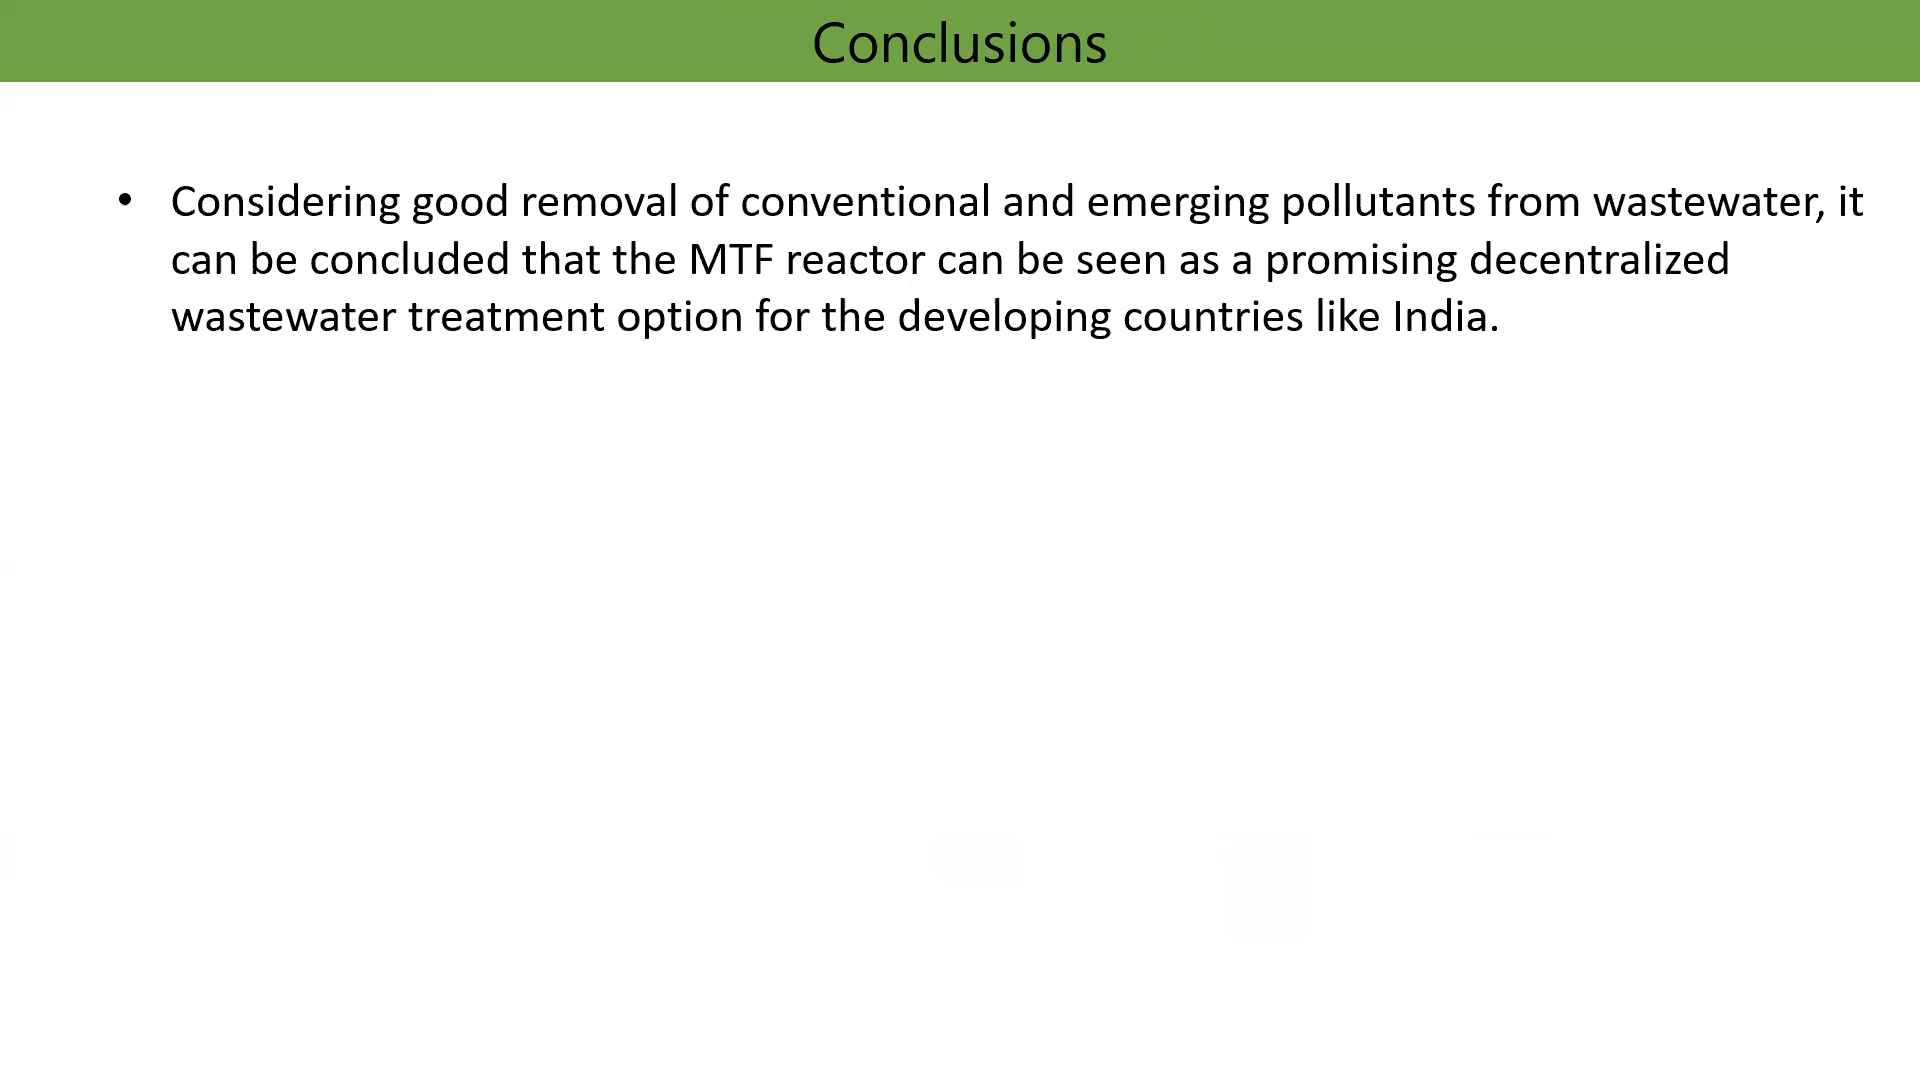 Conclusions
• Considering good removal of conventional and emerging pollutants from wastewater, it
can be concluded that the MTF reactor can be seen as a promising decentralized
wastewater treatment option for the developing countries like India.